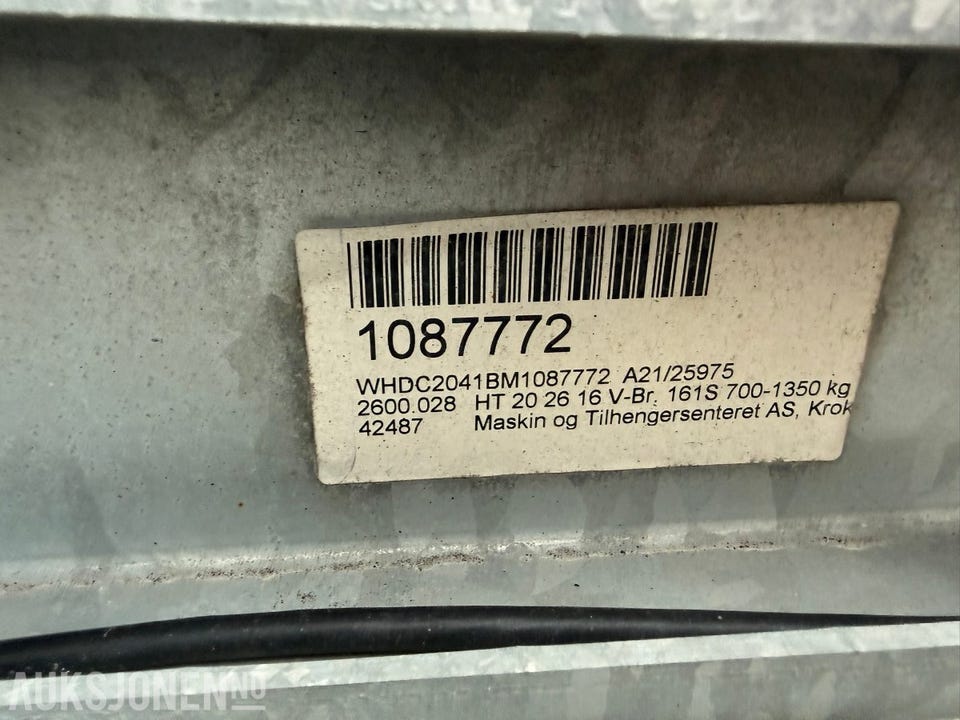 1087772
WHDC2041BM1087772 A21/25975
2600.028 HT 20 26 16 V-Br. 161S 700-1350 kg
42487 Maskin og Tilhengersenteret AS, Krok
AUKSJONEN.NO